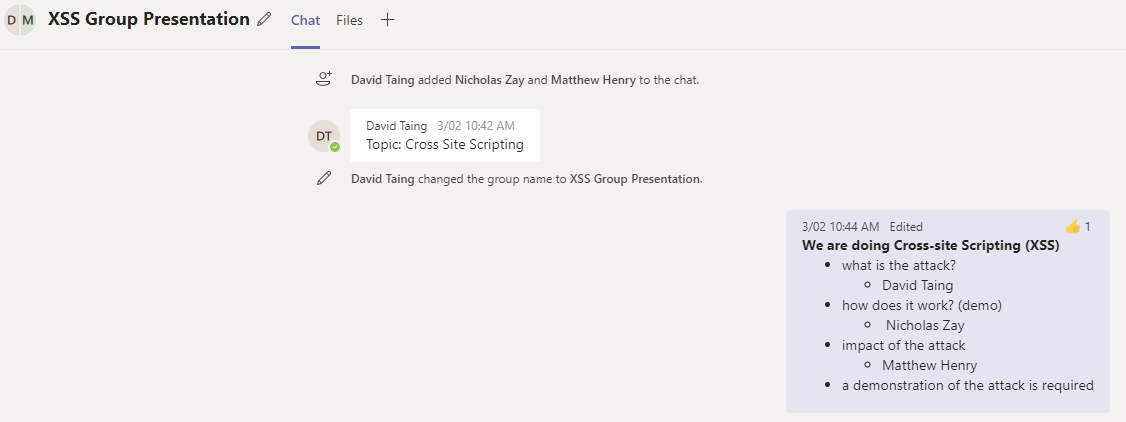 D M XSS Group Presentation Chat Files
David Taing added Nicholas Zay and Matthew Henry to the chat.
David Taing 3/02 10:42 AM
DT
Topic: Cross Site Scripting
David Taing changed the group name to XSS Group Presentation.
3/02 10:44 AM Edited 👍 1
We are doing Cross-site Scripting (XSS)
• what is the attack?
◦ David Taing
• how does it work? (demo)
◦ Nicholas Zay
• impact of the attack
◦ Matthew Henry
• a demonstration of the attack is required